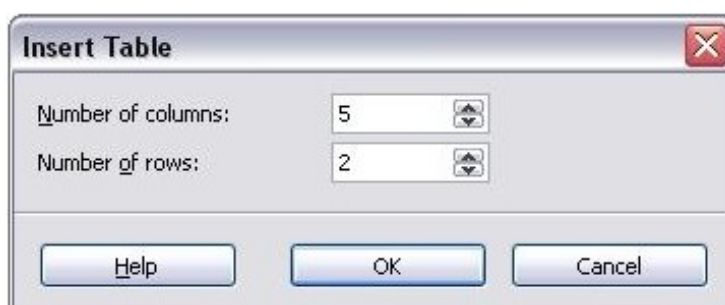 Insert Table
Number of columns: 5
Number of rows: 2
Help OK Cancel